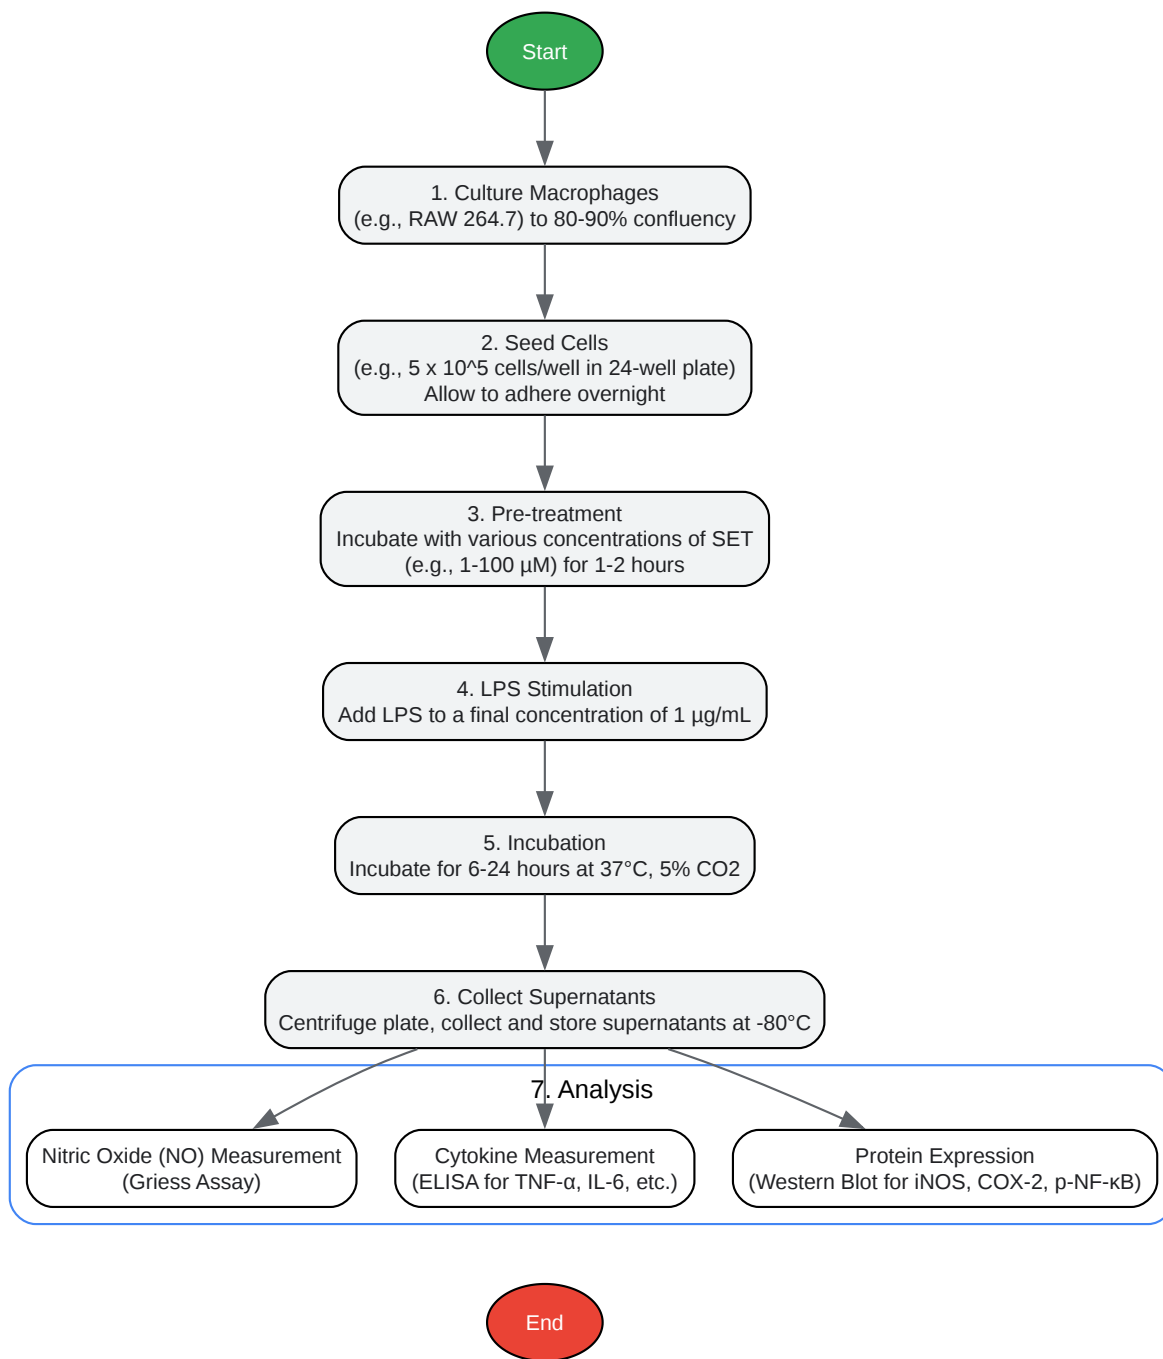 Start
1. Culture Macrophages
(e.g., RAW 264.7) to 80-90% confluency
2. Seed Cells
(e.g., 5 x 10^5 cells/well in 24-well plate)
Allow to adhere overnight
3. Pre-treatment
Incubate with various concentrations of SET
(e.g., 1-100 µM) for 1-2 hours
4. LPS Stimulation
Add LPS to a final concentration of 1 µg/mL
5. Incubation
Incubate for 6-24 hours at 37°C, 5% CO2
6. Collect Supernatants
Centrifuge plate, collect and store supernatants at -80°C
7. Analysis
Nitric Oxide (NO) Measurement
(Griess Assay)
Cytokine Measurement
(ELISA for TNF-α, IL-6, etc.)
Protein Expression
(Western Blot for iNOS, COX-2, p-NF-κB)
End